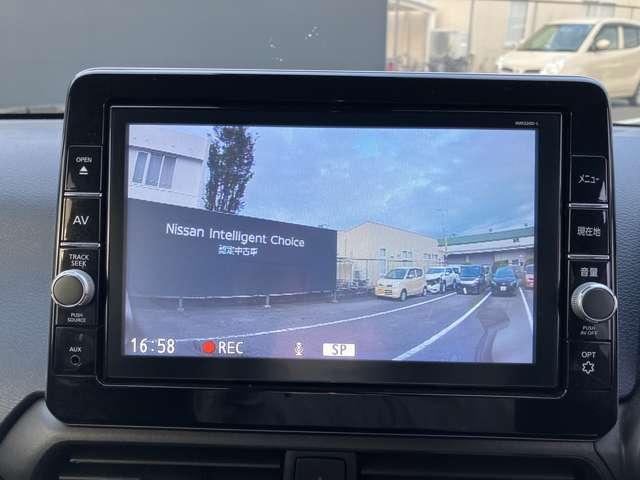 OPEN
AV
TRACK
SEEK
PUSH
SOURCE
AUX
Nissan Intelligent Choice
認定中古車
16:58
REC
SP
メニュー
現在地
音量
PUSH
AV OFF
OPT